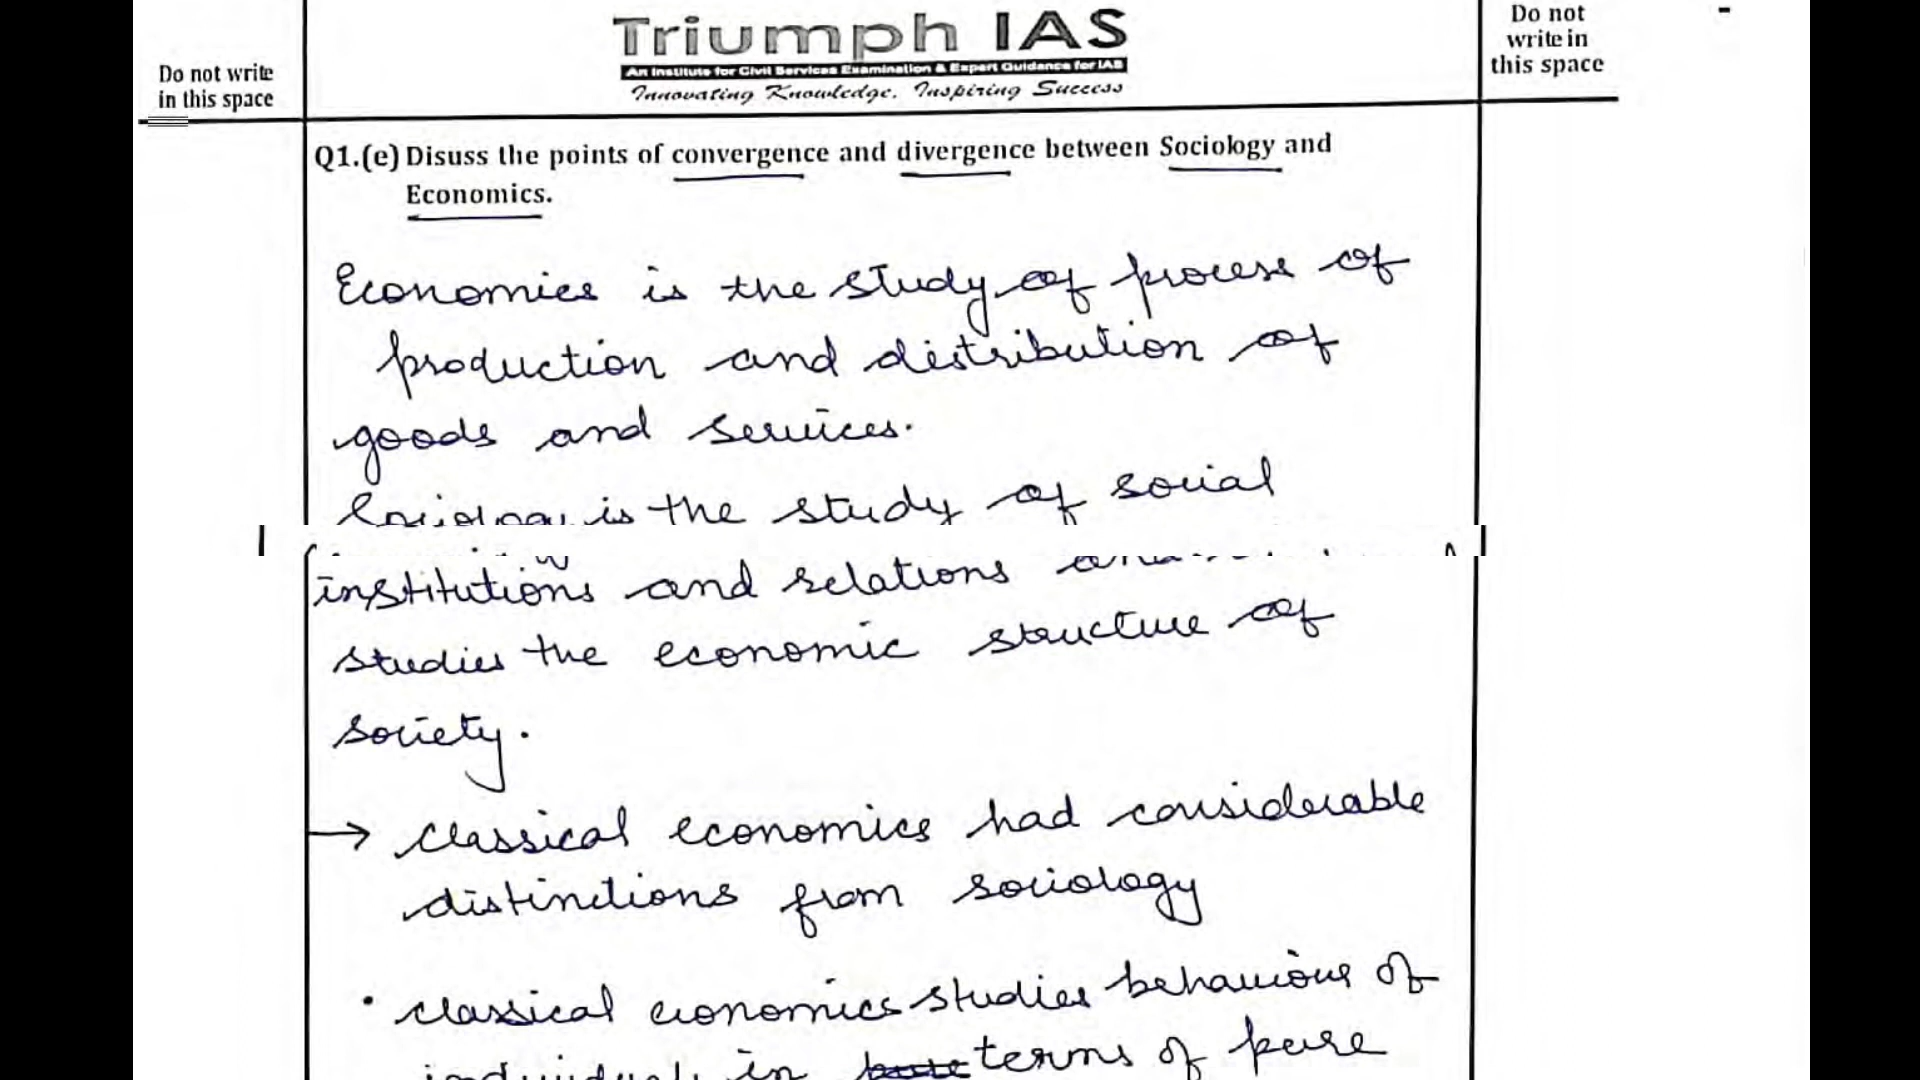 Triumph IAS
An Institute for Civil Services Examination & Expert Guidance for IAS
Innovating Knowledge, Inspiring Success
Do not write
in this space
Do not
write in
this space
Q1.(e) Disuss the points of convergence and divergence between Sociology and
Economics.
Economics is the study of process of
production and distribution of
goods and services.
Sociology is the study of social
institutions and relations and
studies the economic structure of
society.
→ Classical economics had considerable
distinctions from sociology
• Classical economics studies behaviour of
individuals in terms of pure